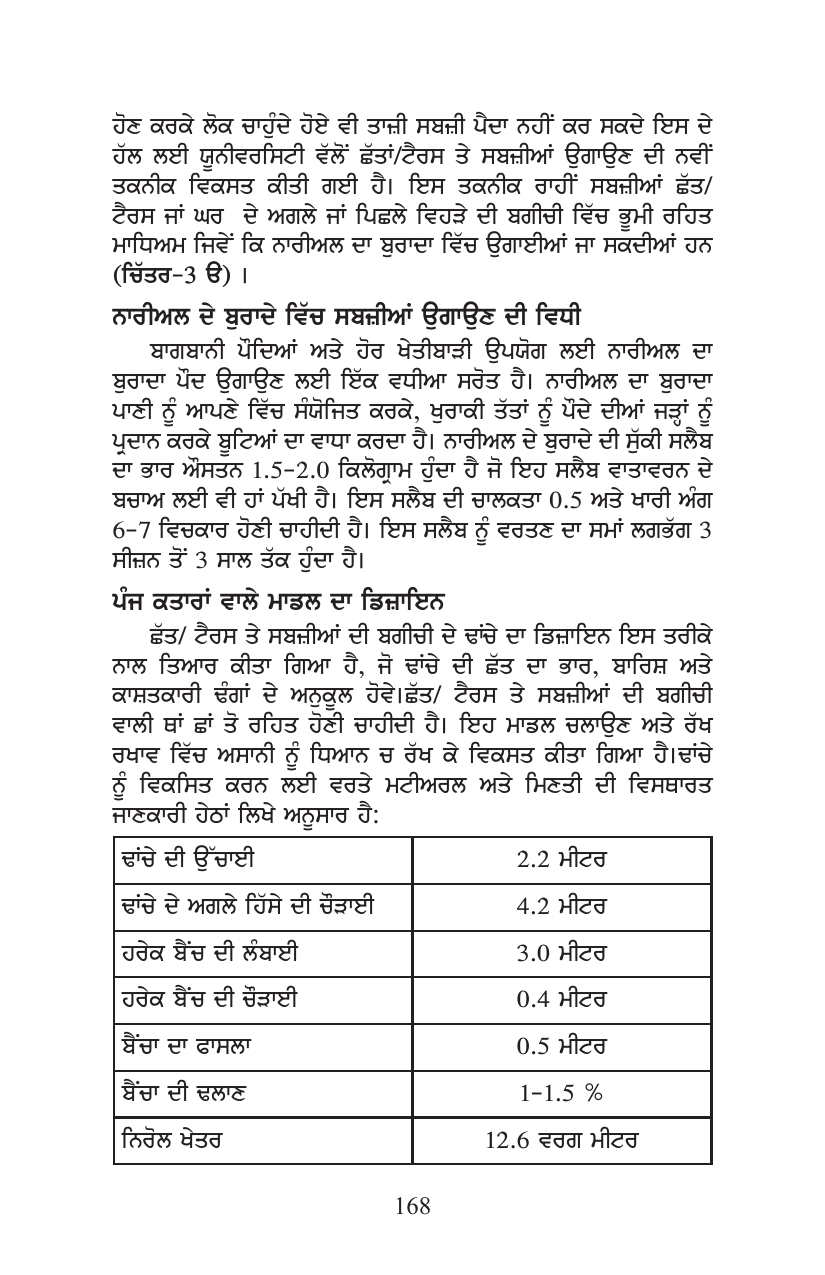 ਹੋਣ ਕਰਕੇ ਲੋਕ ਚਾਹੁੰਦੇ ਹੋਏ ਵੀ ਤਾਜ਼ੀ ਸਬਜ਼ੀ ਪੈਦਾ ਨਹੀਂ ਕਰ ਸਕਦੇ ਇਸ ਦੇ
ਹੱਲ ਲਈ ਯੂਨੀਵਰਸਿਟੀ ਵੱਲੋਂ ਛੱਤਾਂ/ਟੈਰਸ ਤੇ ਸਬਜ਼ੀਆਂ ਉਗਾਉਣ ਦੀ ਨਵੀਂ
ਤਕਨੀਕ ਵਿਕਸਤ ਕੀਤੀ ਗਈ ਹੈ। ਇਸ ਤਕਨੀਕ ਰਾਹੀਂ ਸਬਜ਼ੀਆਂ ਛੱਤ/
ਟੈਰਸ ਜਾਂ ਘਰ ਦੇ ਅਗਲੇ ਜਾਂ ਪਿਛਲੇ ਵਿਹੜੇ ਦੀ ਬਗੀਚੀ ਵਿੱਚ ਭੂਮੀ ਰਹਿਤ
ਮਾਧਿਅਮ ਜਿਵੇਂ ਕਿ ਨਾਰੀਅਲ ਦਾ ਬੁਰਾਦਾ ਵਿੱਚ ਉਗਾਈਆਂ ਜਾ ਸਕਦੀਆਂ ਹਨ
(ਚਿੱਤਰ-3 ੳ) ।
ਨਾਰੀਅਲ ਦੇ ਬੁਰਾਦੇ ਵਿੱਚ ਸਬਜ਼ੀਆਂ ਉਗਾਉਣ ਦੀ ਵਿਧੀ
ਬਾਗਬਾਨੀ ਪੌਦਿਆਂ ਅਤੇ ਹੋਰ ਖੇਤੀਬਾੜੀ ਉਪਯੋਗ ਲਈ ਨਾਰੀਅਲ ਦਾ
ਬੁਰਾਦਾ ਪੌਦ ਉਗਾਉਣ ਲਈ ਇੱਕ ਵਧੀਆ ਸਰੋਤ ਹੈ। ਨਾਰੀਅਲ ਦਾ ਬੁਰਾਦਾ
ਪਾਣੀ ਨੂੰ ਆਪਣੇ ਵਿੱਚ ਸੰਯੋਜਿਤ ਕਰਕੇ, ਖੁਰਾਕੀ ਤੱਤਾਂ ਨੂੰ ਪੌਦੇ ਦੀਆਂ ਜੜ੍ਹਾਂ ਨੂੰ
ਪ੍ਰਦਾਨ ਕਰਕੇ ਬੂਟਿਆਂ ਦਾ ਵਾਧਾ ਕਰਦਾ ਹੈ। ਨਾਰੀਅਲ ਦੇ ਬੁਰਾਦੇ ਦੀ ਸੁੱਕੀ ਸਲੈਬ
ਦਾ ਭਾਰ ਔਸਤਨ 1.5-2.0 ਕਿਲੋਗ੍ਰਾਮ ਹੁੰਦਾ ਹੈ ਜੋ ਇਹ ਸਲੈਬ ਵਾਤਾਵਰਨ ਦੇ
ਬਚਾਅ ਲਈ ਵੀ ਹਾਂ ਪੱਖੀ ਹੈ। ਇਸ ਸਲੈਬ ਦੀ ਚਾਲਕਤਾ 0.5 ਅਤੇ ਖਾਰੀ ਅੰਗ
6-7 ਵਿਚਕਾਰ ਹੋਣੀ ਚਾਹੀਦੀ ਹੈ। ਇਸ ਸਲੈਬ ਨੂੰ ਵਰਤਣ ਦਾ ਸਮਾਂ ਲਗਭੱਗ 3
ਸੀਜ਼ਨ ਤੋਂ 3 ਸਾਲ ਤੱਕ ਹੁੰਦਾ ਹੈ।
ਪੰਜ ਕਤਾਰਾਂ ਵਾਲੇ ਮਾਡਲ ਦਾ ਡਿਜ਼ਾਇਨ
ਛੱਤ/ ਟੈਰਸ ਤੇ ਸਬਜ਼ੀਆਂ ਦੀ ਬਗੀਚੀ ਦੇ ਢਾਂਚੇ ਦਾ ਡਿਜ਼ਾਇਨ ਇਸ ਤਰੀਕੇ
ਨਾਲ ਤਿਆਰ ਕੀਤਾ ਗਿਆ ਹੈ, ਜੋ ਢਾਂਚੇ ਦੀ ਛੱਤ ਦਾ ਭਾਰ, ਬਾਰਿਸ਼ ਅਤੇ
ਕਾਸ਼ਤਕਾਰੀ ਢੰਗਾਂ ਦੇ ਅਨੁਕੂਲ ਹੋਵੇ।ਛੱਤ/ ਟੈਰਸ ਤੇ ਸਬਜ਼ੀਆਂ ਦੀ ਬਗੀਚੀ
ਵਾਲੀ ਥਾਂ ਛਾਂ ਤੋ ਰਹਿਤ ਹੋਣੀ ਚਾਹੀਦੀ ਹੈ। ਇਹ ਮਾਡਲ ਚਲਾਉਣ ਅਤੇ ਰੱਖ
ਰਖਾਵ ਵਿੱਚ ਅਸਾਨੀ ਨੂੰ ਧਿਆਨ ਚ ਰੱਖ ਕੇ ਵਿਕਸਤ ਕੀਤਾ ਗਿਆ ਹੈ।ਢਾਂਚੇ
ਨੂੰ ਵਿਕਸਿਤ ਕਰਨ ਲਈ ਵਰਤੇ ਮਟੀਅਰਲ ਅਤੇ ਮਿਣਤੀ ਦੀ ਵਿਸਥਾਰਤ
ਜਾਣਕਾਰੀ ਹੇਠਾਂ ਲਿਖੇ ਅਨੂਸਾਰ ਹੈ:
ਢਾਂਚੇ ਦੀ ਉੱਚਾਈ 2.2 ਮੀਟਰ
ਢਾਂਚੇ ਦੇ ਅਗਲੇ ਹਿੱਸੇ ਦੀ ਚੌੜਾਈ 4.2 ਮੀਟਰ
ਹਰੇਕ ਬੈਂਚ ਦੀ ਲੰਬਾਈ 3.0 ਮੀਟਰ
ਹਰੇਕ ਬੈਂਚ ਦੀ ਚੌੜਾਈ 0.4 ਮੀਟਰ
ਬੈਂਚਾ ਦਾ ਫਾਸਲਾ 0.5 ਮੀਟਰ
ਬੈਂਚਾ ਦੀ ਢਲਾਣ 1-1.5 %
ਨਿਰੋਲ ਖੇਤਰ 12.6 ਵਰਗ ਮੀਟਰ
168